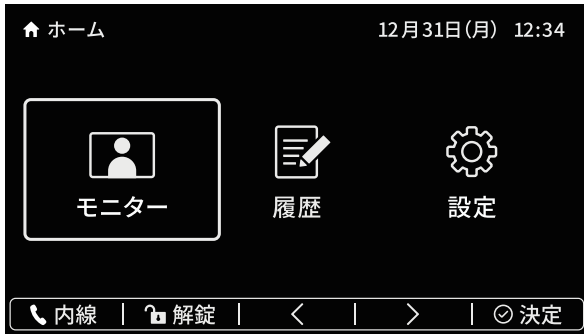 ホーム 12月31日(月) 12:34
モニター 履歴 設定
内線 解錠 決定